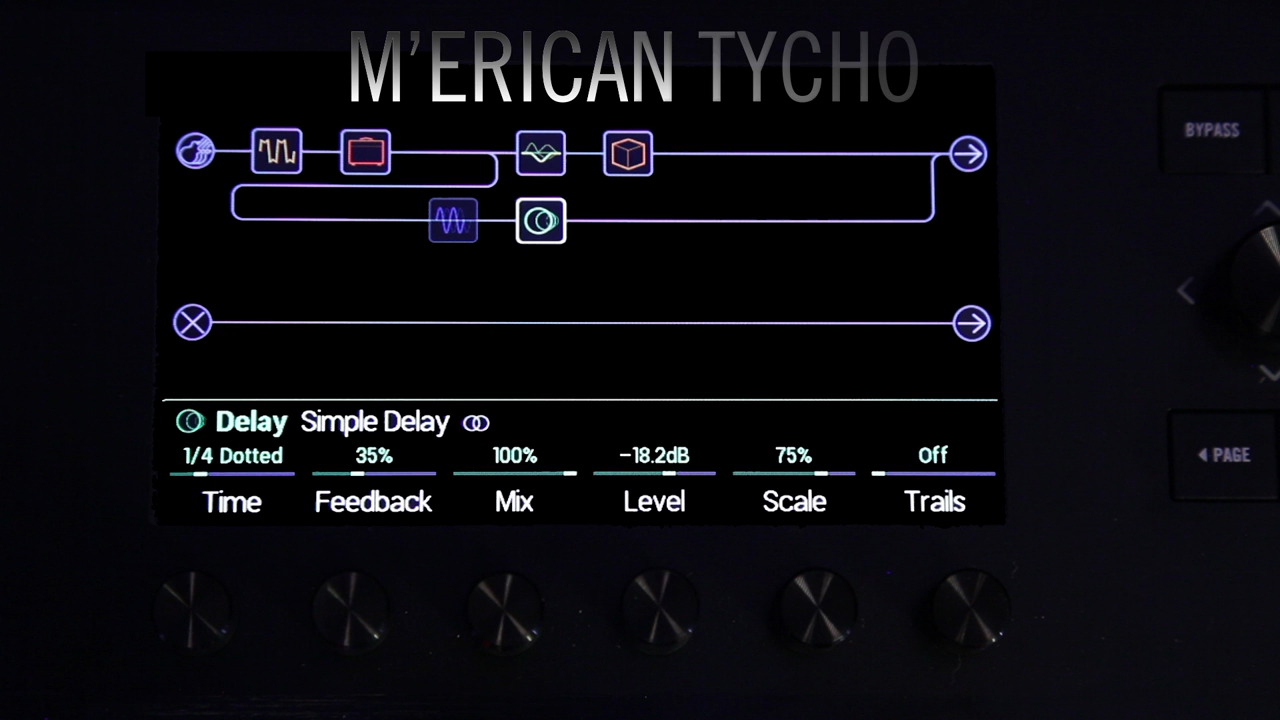 M'ERICAN TYCHO
BYPASS
Delay Simple Delay
1/4 Dotted 35% 100% -18.2dB 75% Off
Time Feedback Mix Level Scale Trails
PAGE